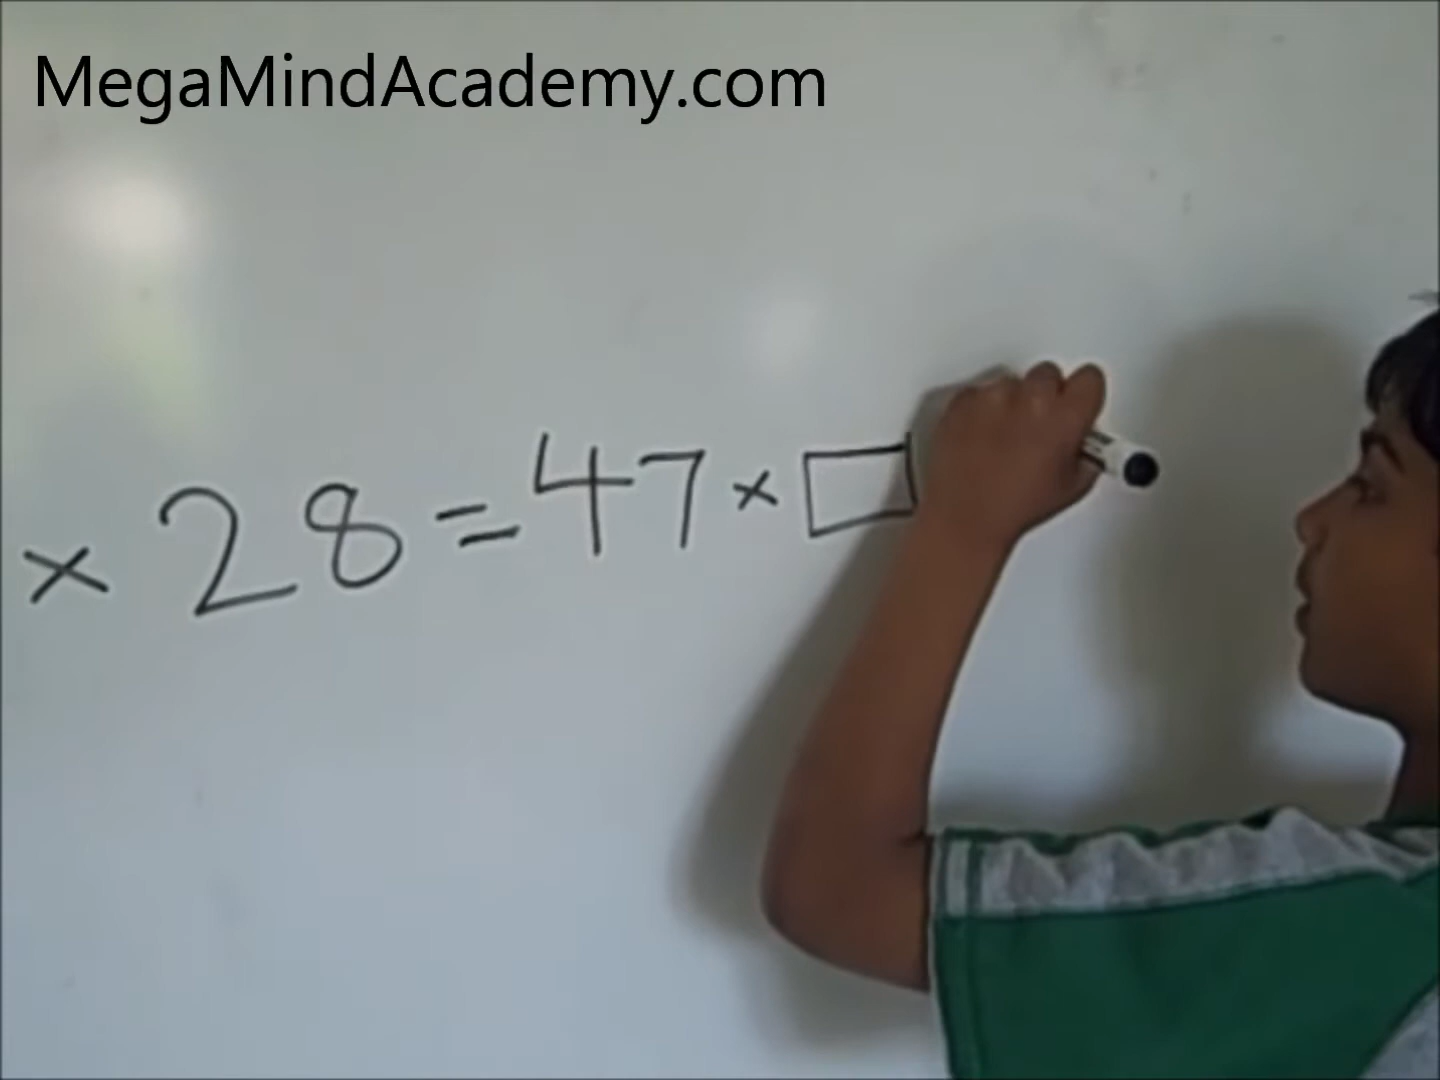 MegaMindAcademy.com
× 28 = 47 × □